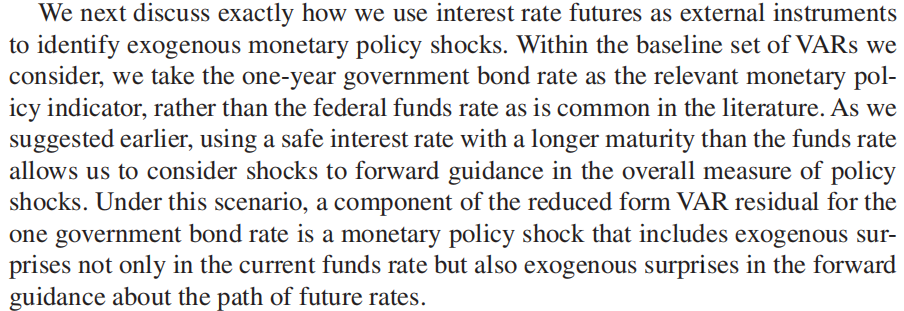 We next discuss exactly how we use interest rate futures as external instruments
to identify exogenous monetary policy shocks. Within the baseline set of VARs we
consider, we take the one-year government bond rate as the relevant monetary pol-
icy indicator, rather than the federal funds rate as is common in the literature. As we
suggested earlier, using a safe interest rate with a longer maturity than the funds rate
allows us to consider shocks to forward guidance in the overall measure of policy
shocks. Under this scenario, a component of the reduced form VAR residual for the
one government bond rate is a monetary policy shock that includes exogenous sur-
prises not only in the current funds rate but also exogenous surprises in the forward
guidance about the path of future rates.